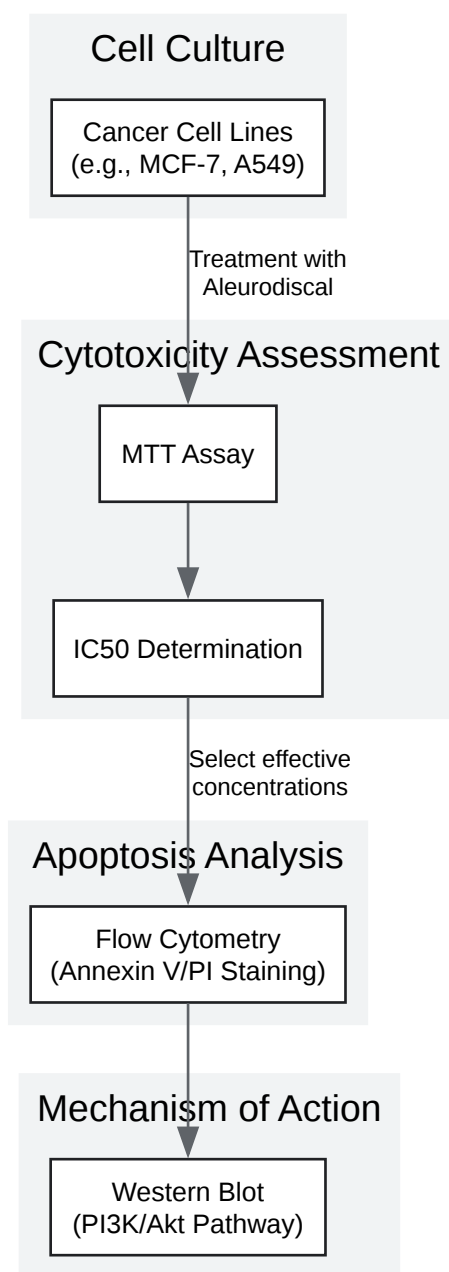 Cell Culture
Cancer Cell Lines
(e.g., MCF-7, A549)
Treatment with
Aleurodiscal
Cytotoxicity Assessment
MTT Assay
IC50 Determination
Select effective
concentrations
Apoptosis Analysis
Flow Cytometry
(Annexin V/PI Staining)
Mechanism of Action
Western Blot
(PI3K/Akt Pathway)